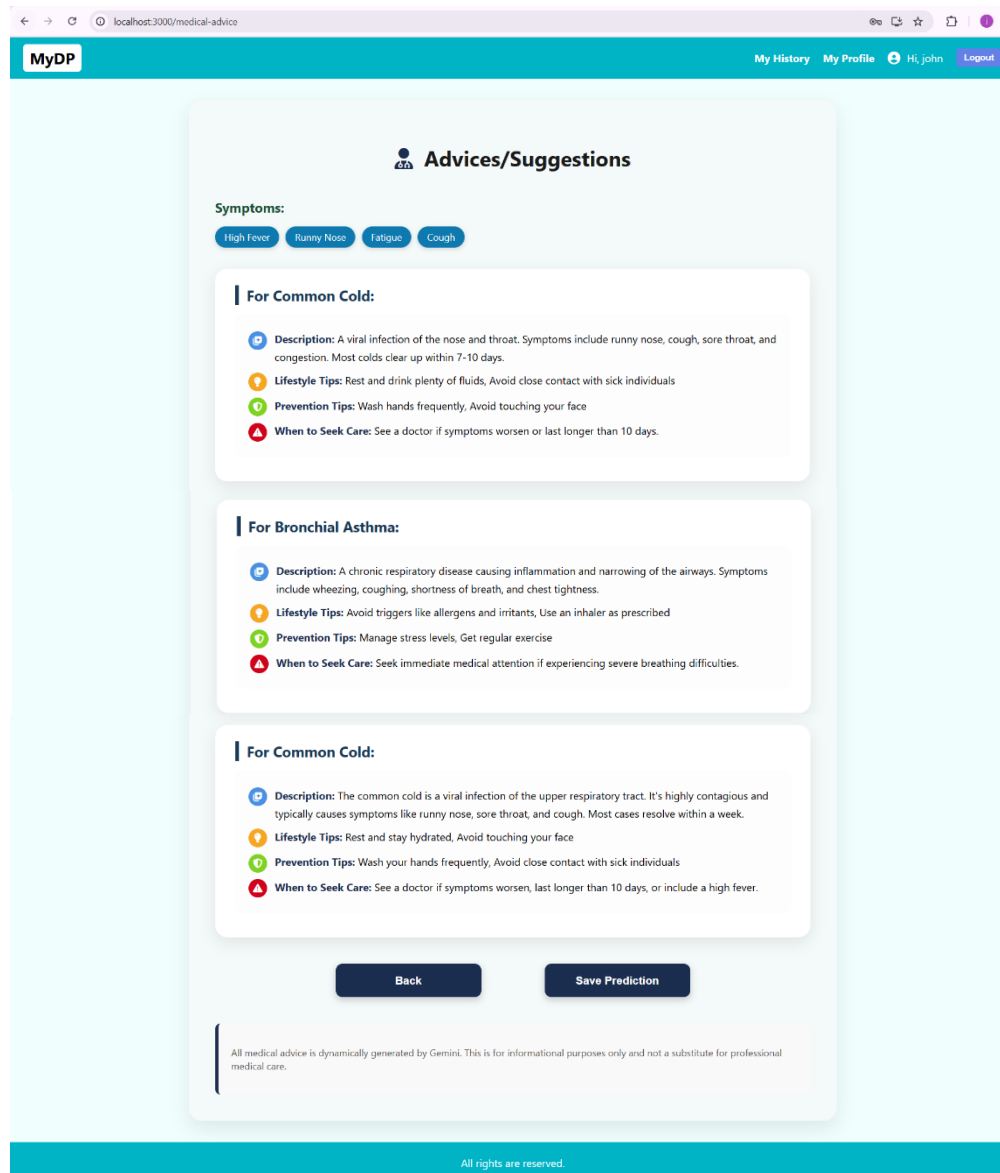 localhost:3000/medical-advice
MyDP
My History My Profile Hi, john Logout
Advices/Suggestions
Symptoms:
High Fever Runny Nose Fatigue Cough
For Common Cold:
Description: A viral infection of the nose and throat. Symptoms include runny nose, cough, sore throat, and
congestion. Most colds clear up within 7-10 days.
Lifestyle Tips: Rest and drink plenty of fluids, Avoid close contact with sick individuals
Prevention Tips: Wash hands frequently, Avoid touching your face
When to Seek Care: See a doctor if symptoms worsen or last longer than 10 days.
For Bronchial Asthma:
Description: A chronic respiratory disease causing inflammation and narrowing of the airways. Symptoms
include wheezing, coughing, shortness of breath, and chest tightness.
Lifestyle Tips: Avoid triggers like allergens and irritants, Use an inhaler as prescribed
Prevention Tips: Manage stress levels, Get regular exercise
When to Seek Care: Seek immediate medical attention if experiencing severe breathing difficulties.
For Common Cold:
Description: The common cold is a viral infection of the upper respiratory tract. It's highly contagious and
typically causes symptoms like runny nose, sore throat, and cough. Most cases resolve within a week.
Lifestyle Tips: Rest and stay hydrated, Avoid touching your face
Prevention Tips: Wash your hands frequently, Avoid close contact with sick individuals
When to Seek Care: See a doctor if symptoms worsen, last longer than 10 days, or include a high fever.
Back Save Prediction
All medical advice is dynamically generated by Gemini. This is for informational purposes only and not a substitute for professional
medical care.
All rights are reserved.